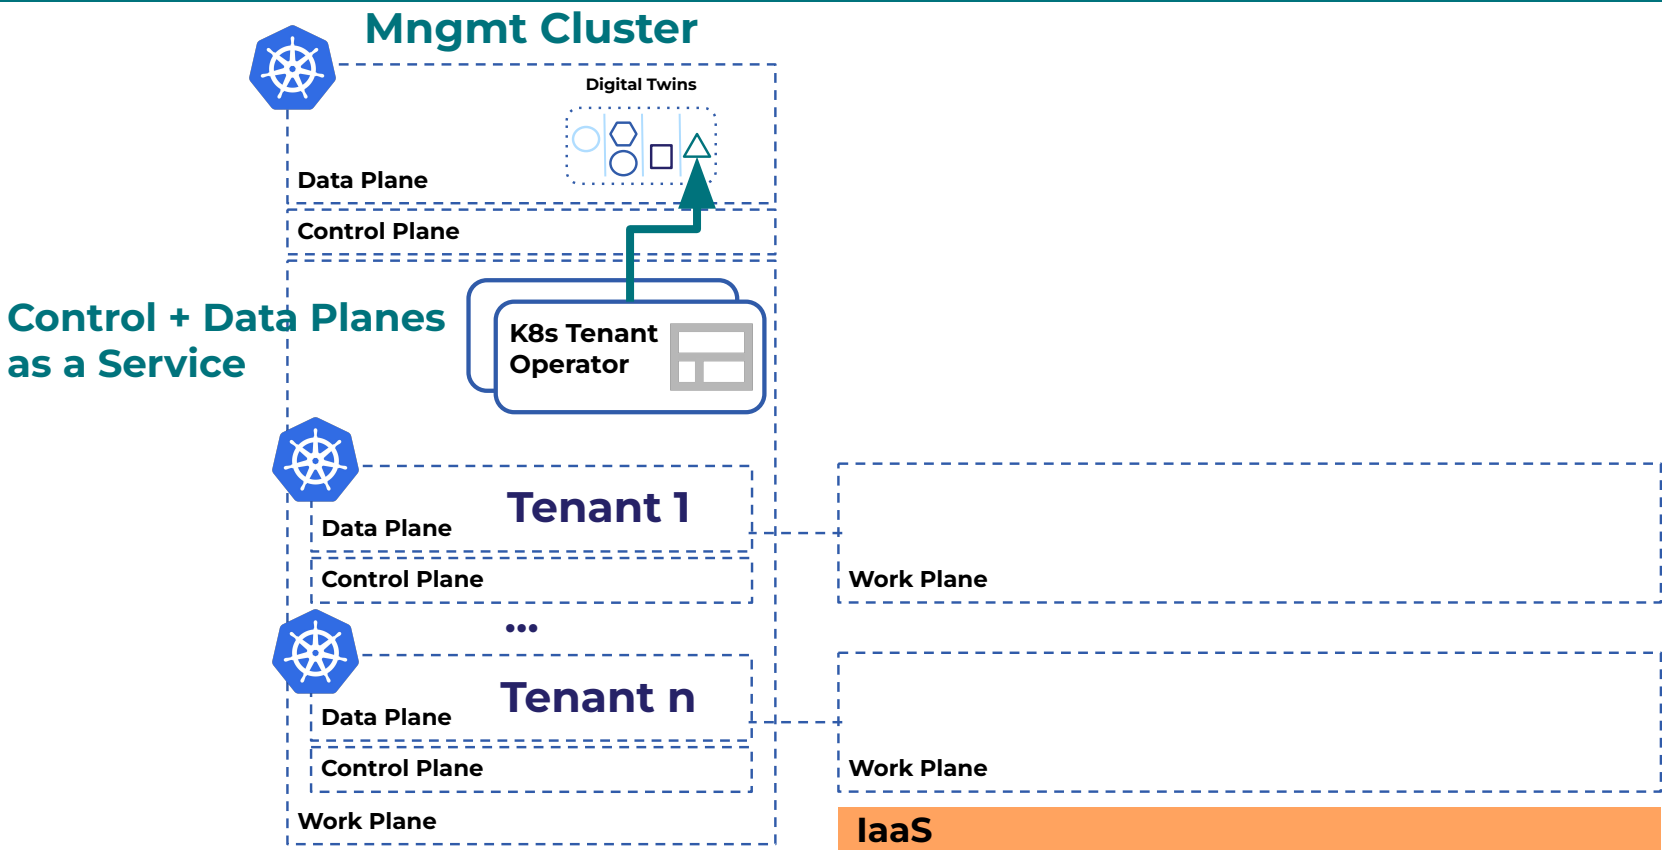 Mngmt Cluster
Digital Twins
Data Plane
Control Plane
Control + Data Planes
as a Service
K8s Tenant
Operator
Tenant 1
Data Plane
Control Plane
Work Plane
...
Tenant n
Data Plane
Control Plane
Work Plane
Work Plane
IaaS